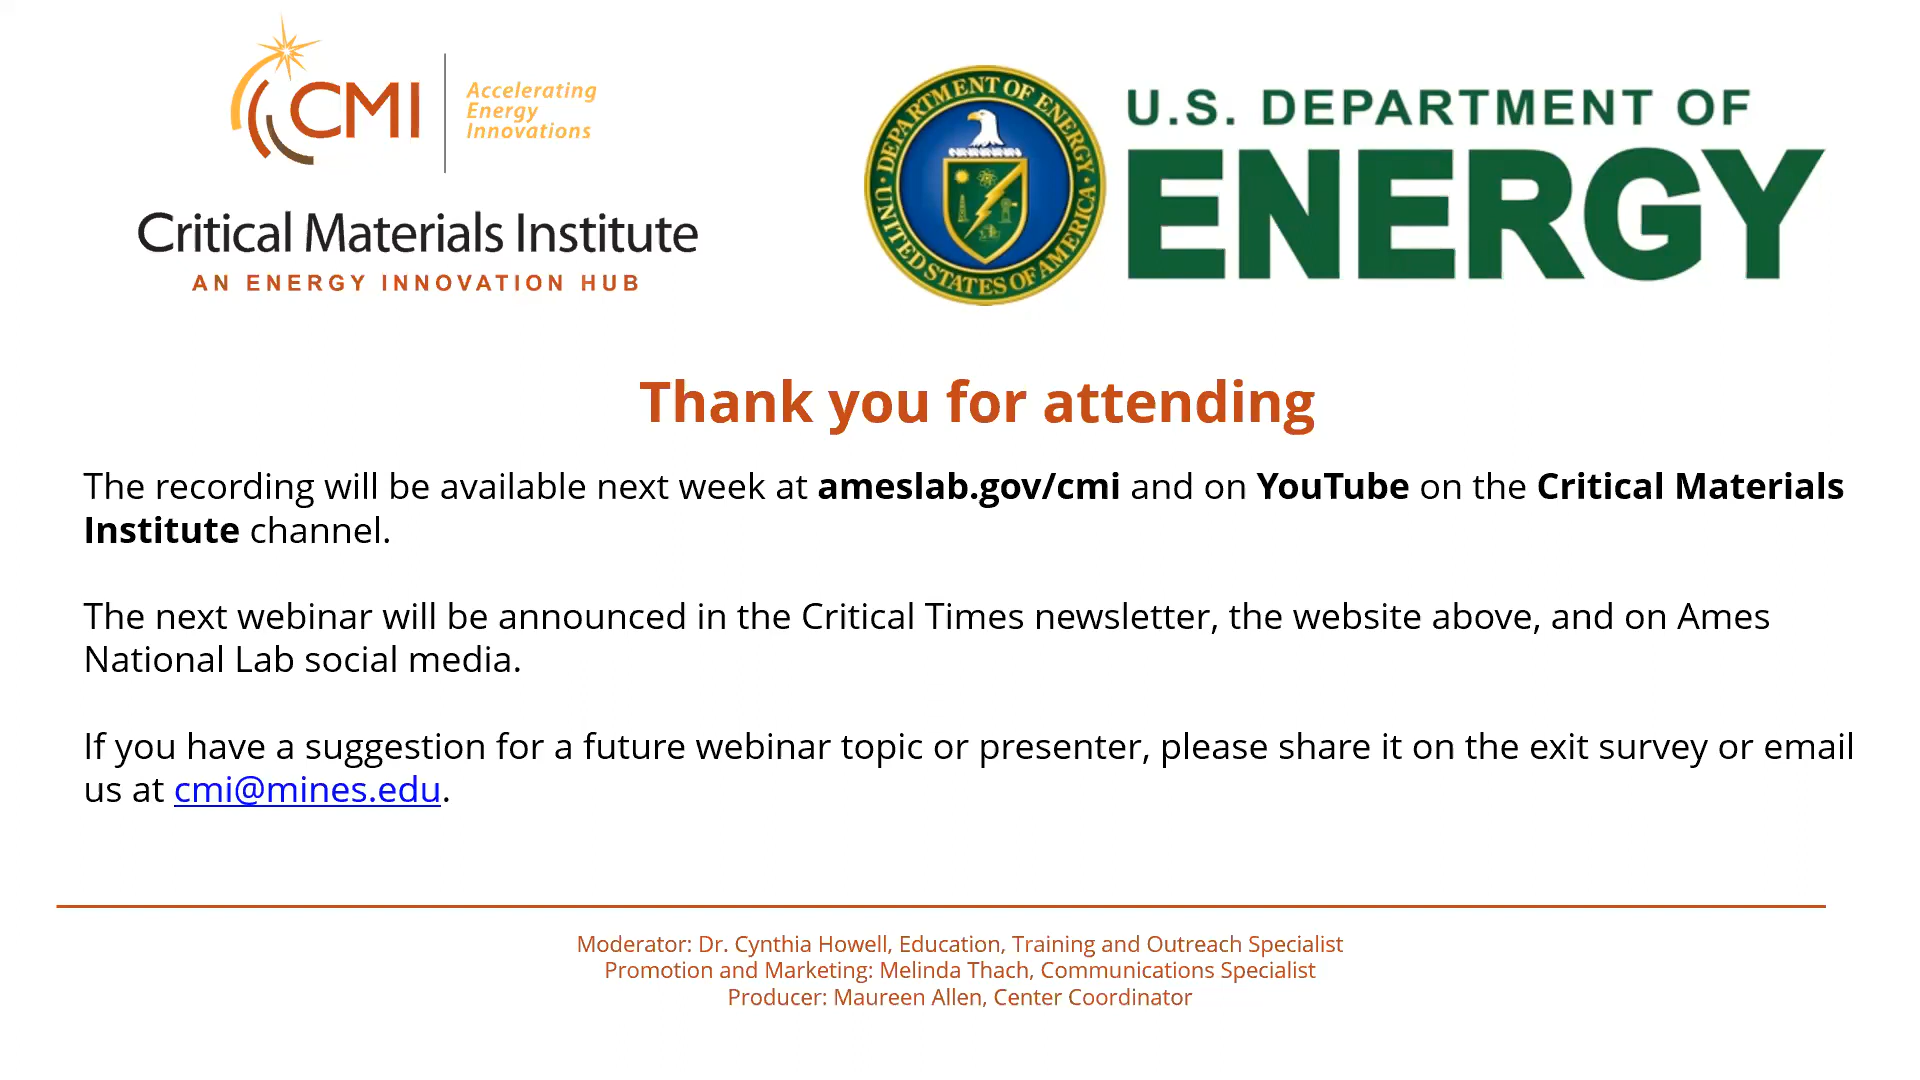 CMI
Accelerating
Energy
Innovations
Critical Materials Institute
AN ENERGY INNOVATION HUB
DEPARTMENT OF ENERGY
UNITED STATES OF AMERICA
U.S. DEPARTMENT OF
ENERGY
Thank you for attending
The recording will be available next week at ameslab.gov/cmi and on YouTube on the Critical Materials
Institute channel.
The next webinar will be announced in the Critical Times newsletter, the website above, and on Ames
National Lab social media.
If you have a suggestion for a future webinar topic or presenter, please share it on the exit survey or email
us at cmi@mines.edu.
Moderator: Dr. Cynthia Howell, Education, Training and Outreach Specialist
Promotion and Marketing: Melinda Thach, Communications Specialist
Producer: Maureen Allen, Center Coordinator